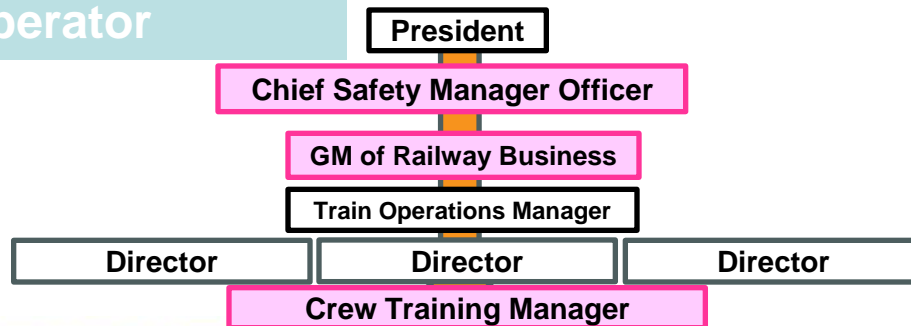 perator
President
Chief Safety Manager Officer
GM of Railway Business
Train Operations Manager
Director Director Director
Crew Training Manager